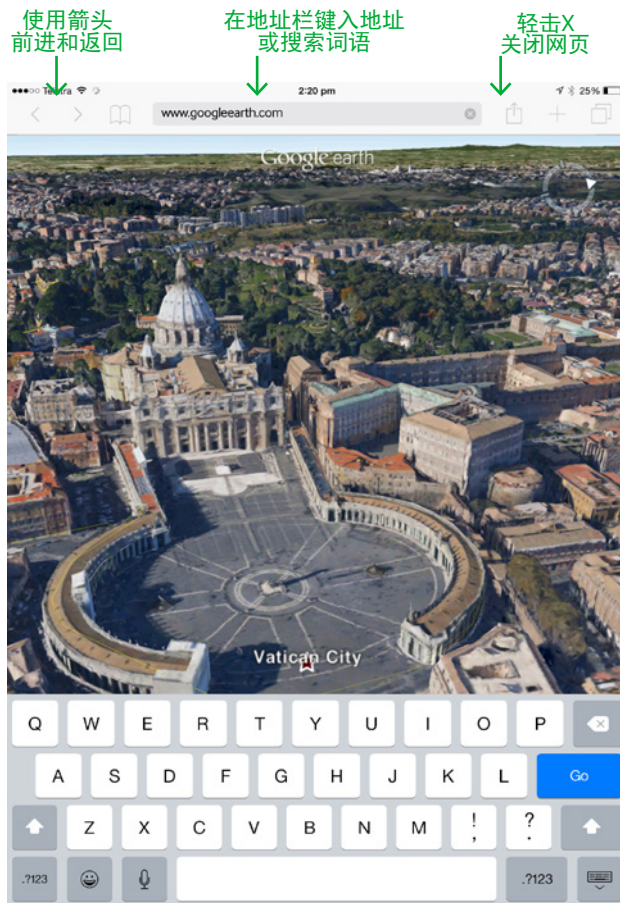 使用箭头
前进和返回
在地址栏键入地址
或搜索词语
轻击X
关闭网页
2:20 pm
25%
www.googleearth.com
Google earth
Vatican City
Q W E R T Y U I O P
A S D F G H J K L Go
Z X C V B N M ! , ? .
.?123 .?123